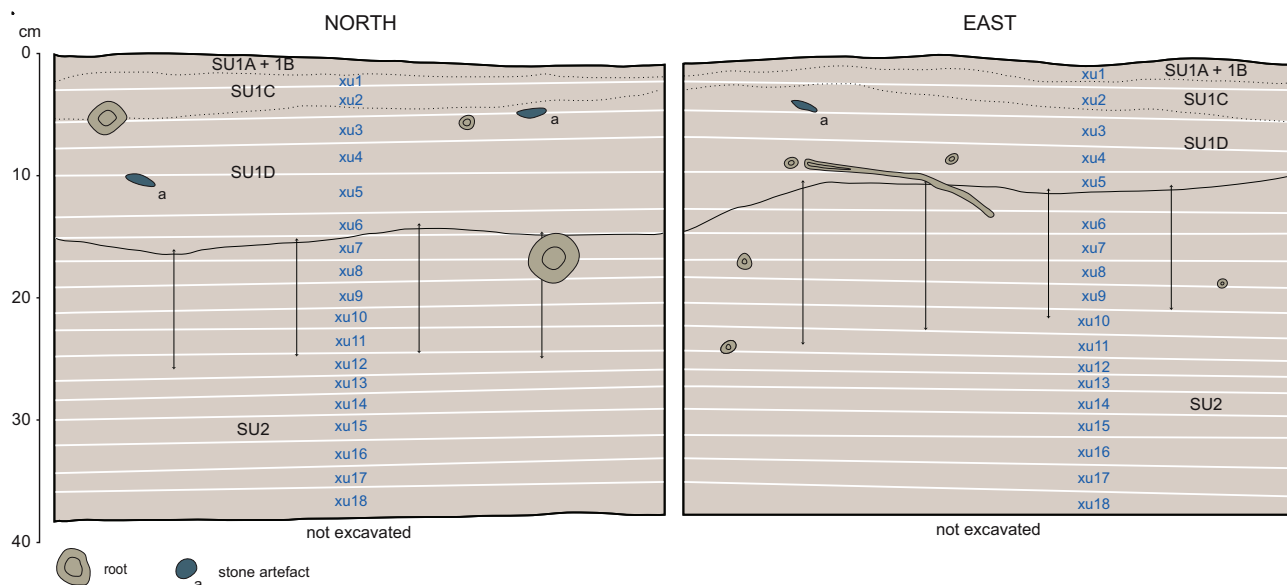 cm
0
10
20
30
40
NORTH
SU1A + 1B
xu1
SU1C
xu2
a
xu3
xu4
SU1D
a
xu5
xu6
xu7
xu8
xu9
xu10
xu11
xu12
xu13
xu14
SU2
xu15
xu16
xu17
xu18
not excavated
EAST
xu1
SU1A + 1B
xu2
SU1C
a
xu3
SU1D
xu4
xu5
xu6
xu7
xu8
xu9
xu10
xu11
xu12
xu13
xu14
SU2
xu15
xu16
xu17
xu18
not excavated
root
a
stone artefact